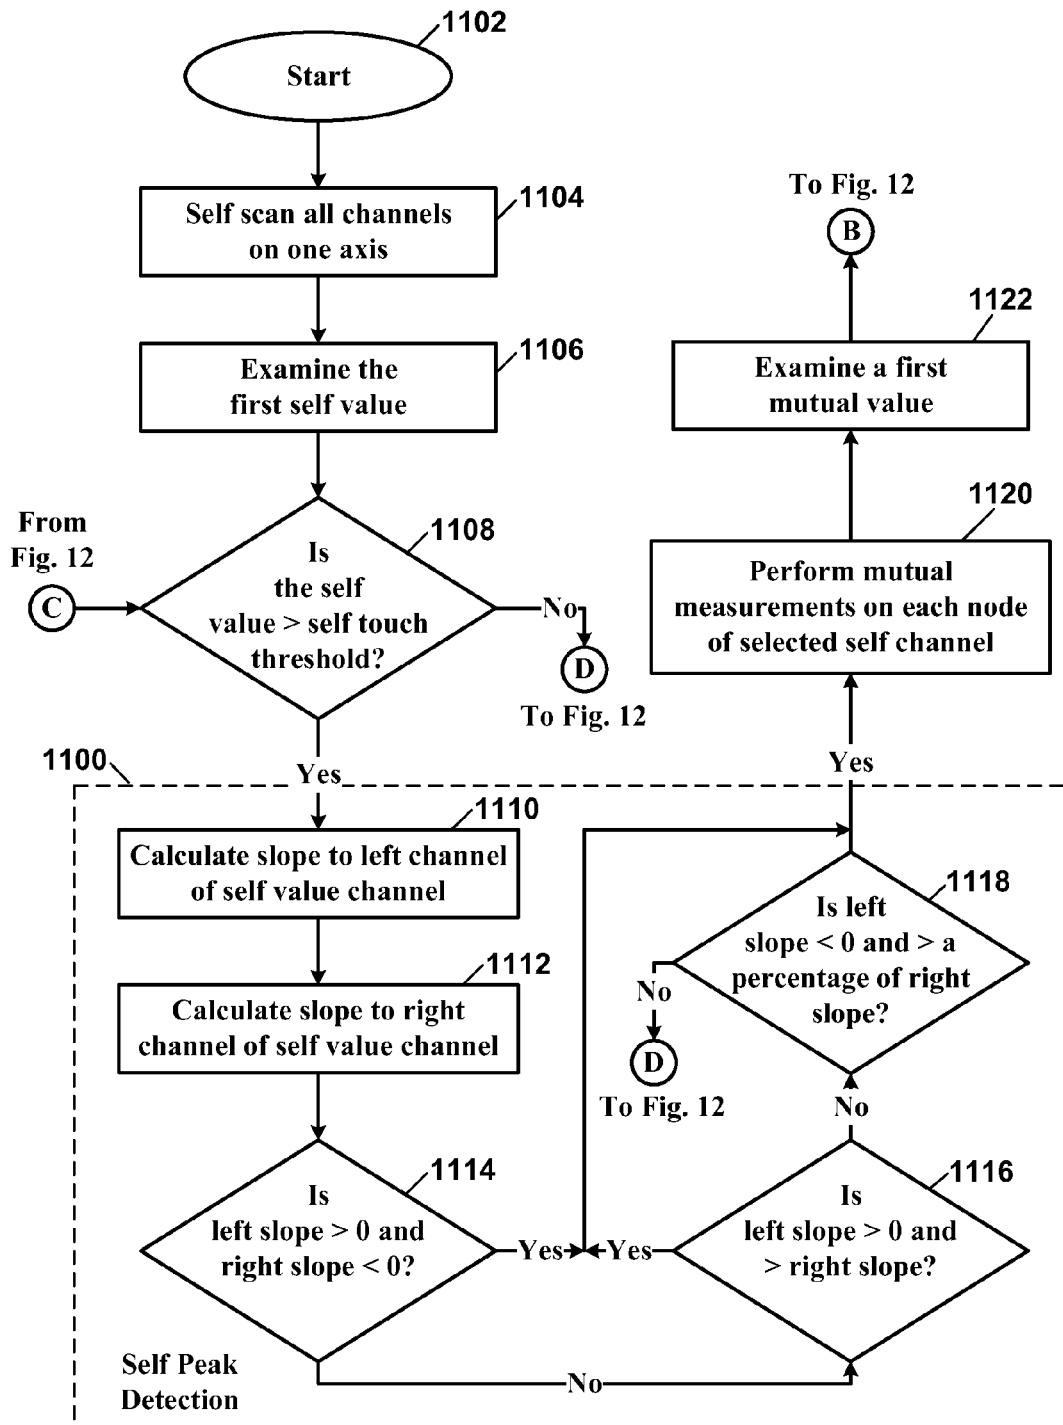 1102
Start
1104
Self scan all channels
on one axis
1106
Examine the
first self value
From
Fig. 12
C
1108
Is
the self
value > self touch
threshold?
No
D
To Fig. 12
Yes
1100
1110
Calculate slope to left channel
of self value channel
1112
Calculate slope to right
channel of self value channel
1114
Is
left slope > 0 and
right slope < 0?
Yes
No
Self Peak
Detection
1116
Is
left slope > 0 and
> right slope?
Yes
No
1118
Is left
slope < 0 and > a
percentage of right
slope?
No
D
To Fig. 12
Yes
1120
Perform mutual
measurements on each node
of selected self channel
1122
Examine a first
mutual value
To Fig. 12
B